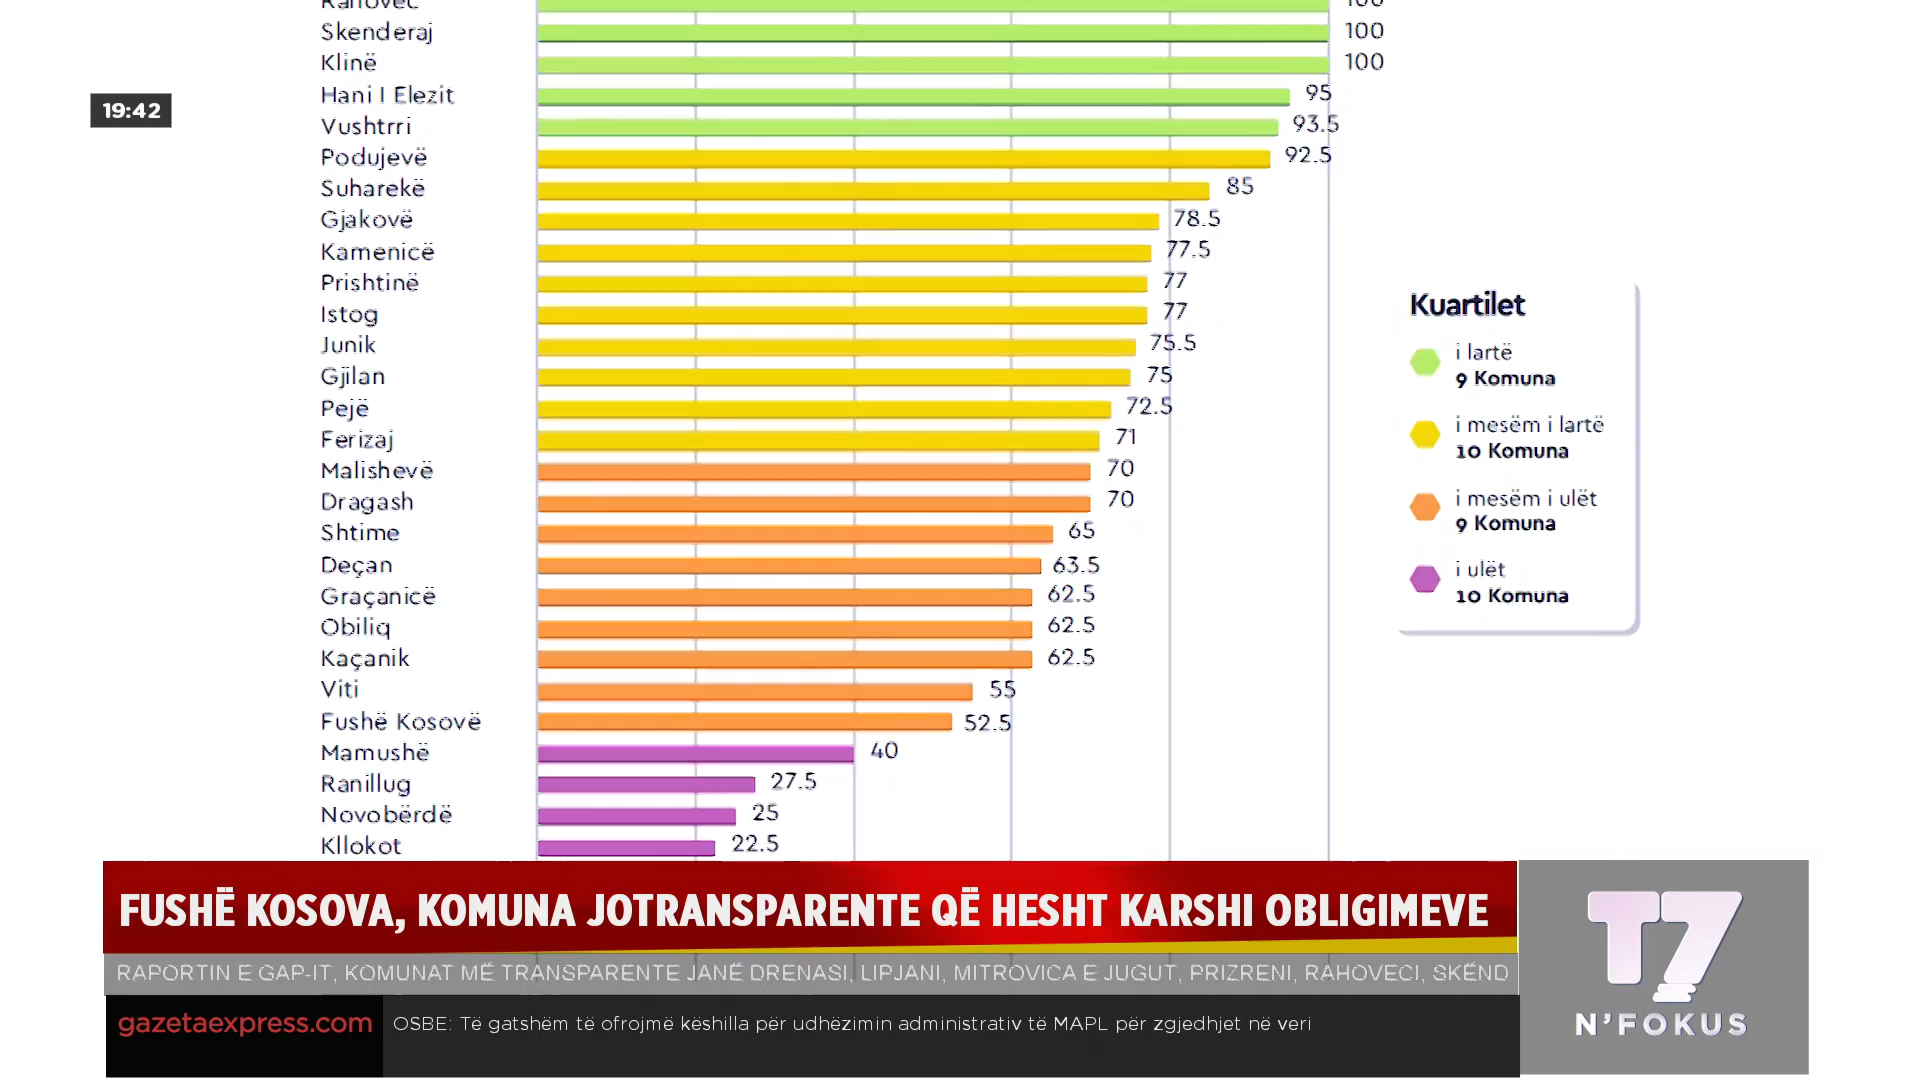 Rahovec 100
Skenderaj 100
Klinë 100
Hani I Elezit 95
Vushtrri 93.5
Podujevë 92.5
Suharekë 85
Gjakovë 78.5
Kamenicë 77.5
Prishtinë 77
Istog 77
Junik 75.5
Gjilan 75
Pejë 72.5
Ferizaj 71
Malishevë 70
Dragash 70
Shtime 65
Deçan 63.5
Graçanicë 62.5
Obiliq 62.5
Kaçanik 62.5
Viti 55
Fushë Kosovë 52.5
Mamushë 40
Ranillug 27.5
Novobërdë 25
Kllokot 22.5
19:42
Kuartilet
i lartë
9 Komuna
i mesëm i lartë
10 Komuna
i mesëm i ulët
9 Komuna
i ulët
10 Komuna
FUSHË KOSOVA, KOMUNA JOTRANSPARENTE QË HESHT KARSHI OBLIGIMEVE
RAPORTIN E GAP-IT, KOMUNAT MË TRANSPARENTE JANË DRENASI, LIPJANI, MITROVICA E JUGUT, PRIZRENI, RAHOVECI, SKËND
gazetaexpress.com OSBE: Të gatshëm të ofrojmë këshilla për udhëzimin administrativ të MAPL për zgjedhjet në veri
T7
N'FOKUS